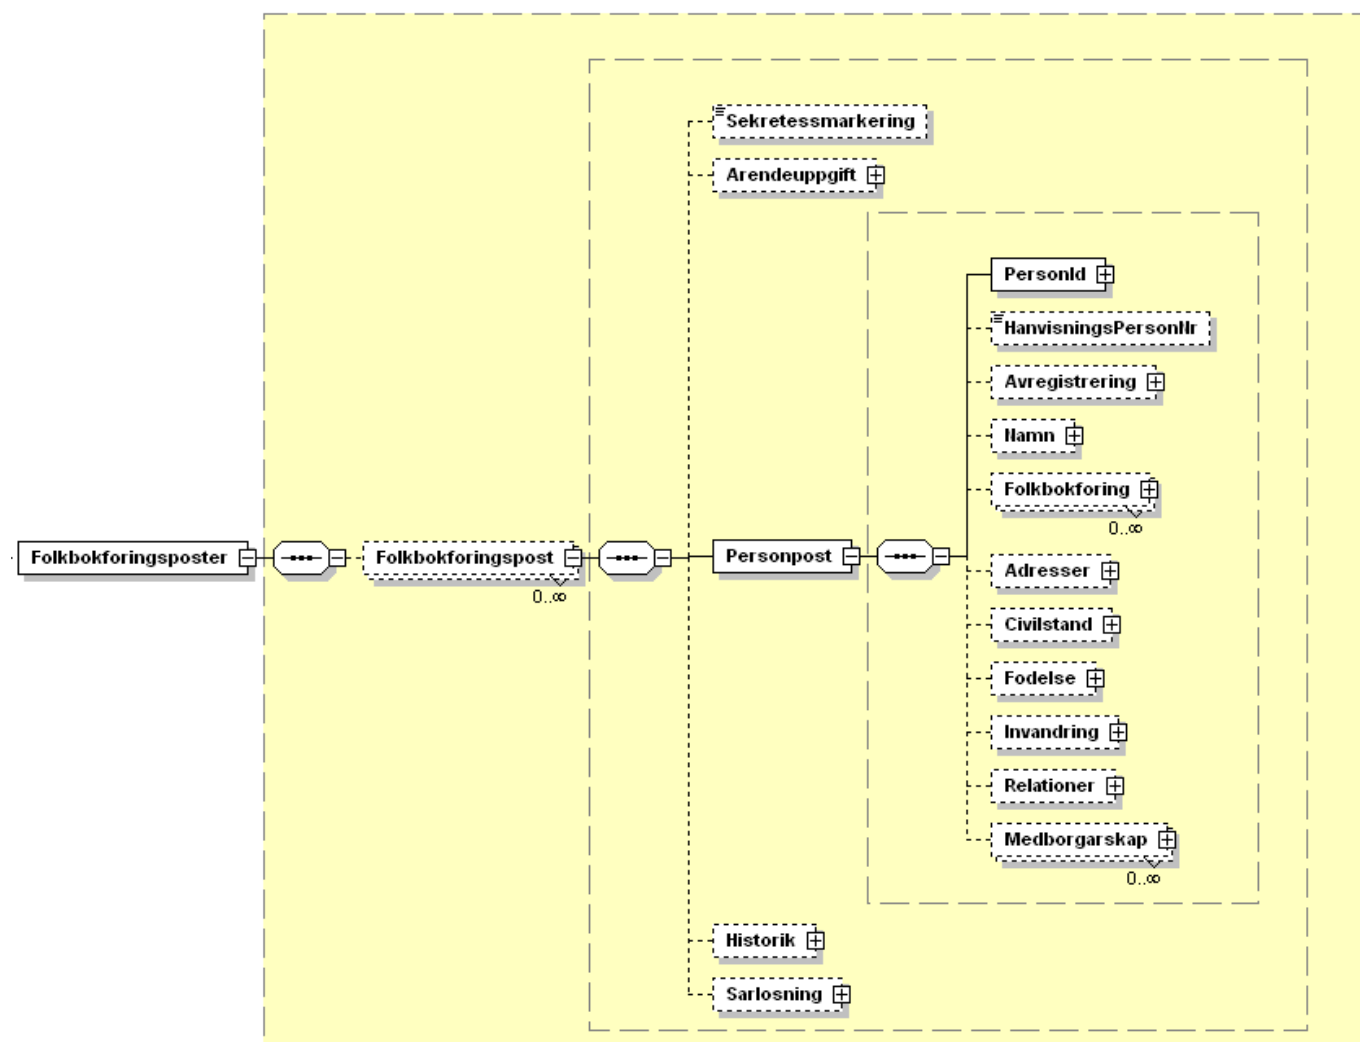 Sekretessmarkering
Arendeuppgift
PersonId
HanvisningsPersonNr
Avregistrering
Namn
Folkbokforing
0..∞
Folkbokforingsposter
Folkbokforingspost
0..∞
Personpost
Adresser
Civilstand
Fodelse
Invandring
Relationer
Medborgarskap
0..∞
Historik
Sarlosning